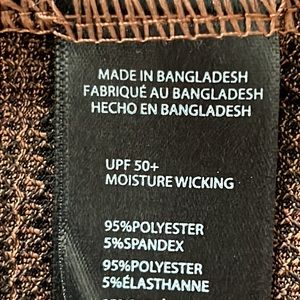 MADE IN BANGLADESH
FABRIQUÉ AU BANGLADESH
HECHO EN BANGLADESH
UPF 50+
MOISTURE WICKING
95%POLYESTER
5%SPANDEX
95%POLYESTER
5%ÉLASTHANNE